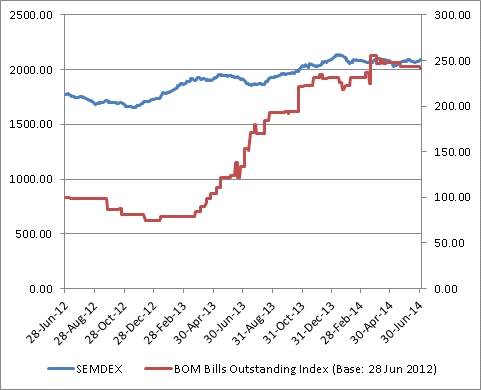 2500.00
2000.00
1500.00
1000.00
500.00
0.00
300.00
250.00
200.00
150.00
100.00
50.00
0.00
28-Jun-12
28-Aug-12
28-Oct-12
28-Dec-12
28-Feb-13
30-Apr-13
30-Jun-13
31-Aug-13
31-Oct-13
31-Dec-13
28-Feb-14
30-Apr-14
30-Jun-14
SEMDEX
BOM Bills Outstanding Index (Base: 28 Jun 2012)